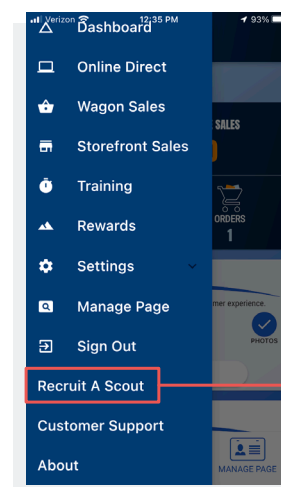 Verizon 12:35 PM 93%
Dashboard
Online Direct
Wagon Sales
SALES
Storefront Sales
Training
ORDERS
Rewards
1
Settings
Manage Page
mer experience.
PHOTOS
Sign Out
Recruit A Scout
Customer Support
About
MANAGE PAGE